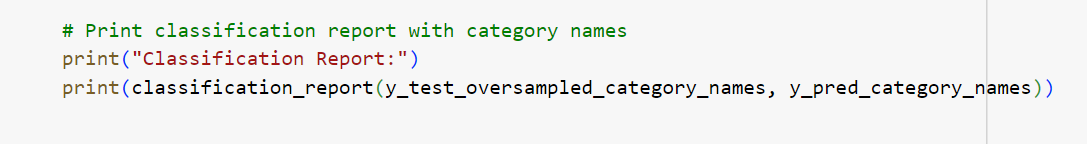 # Print classification report with category names
print("Classification Report:")
print(classification_report(y_test_oversampled_category_names, y_pred_category_names))